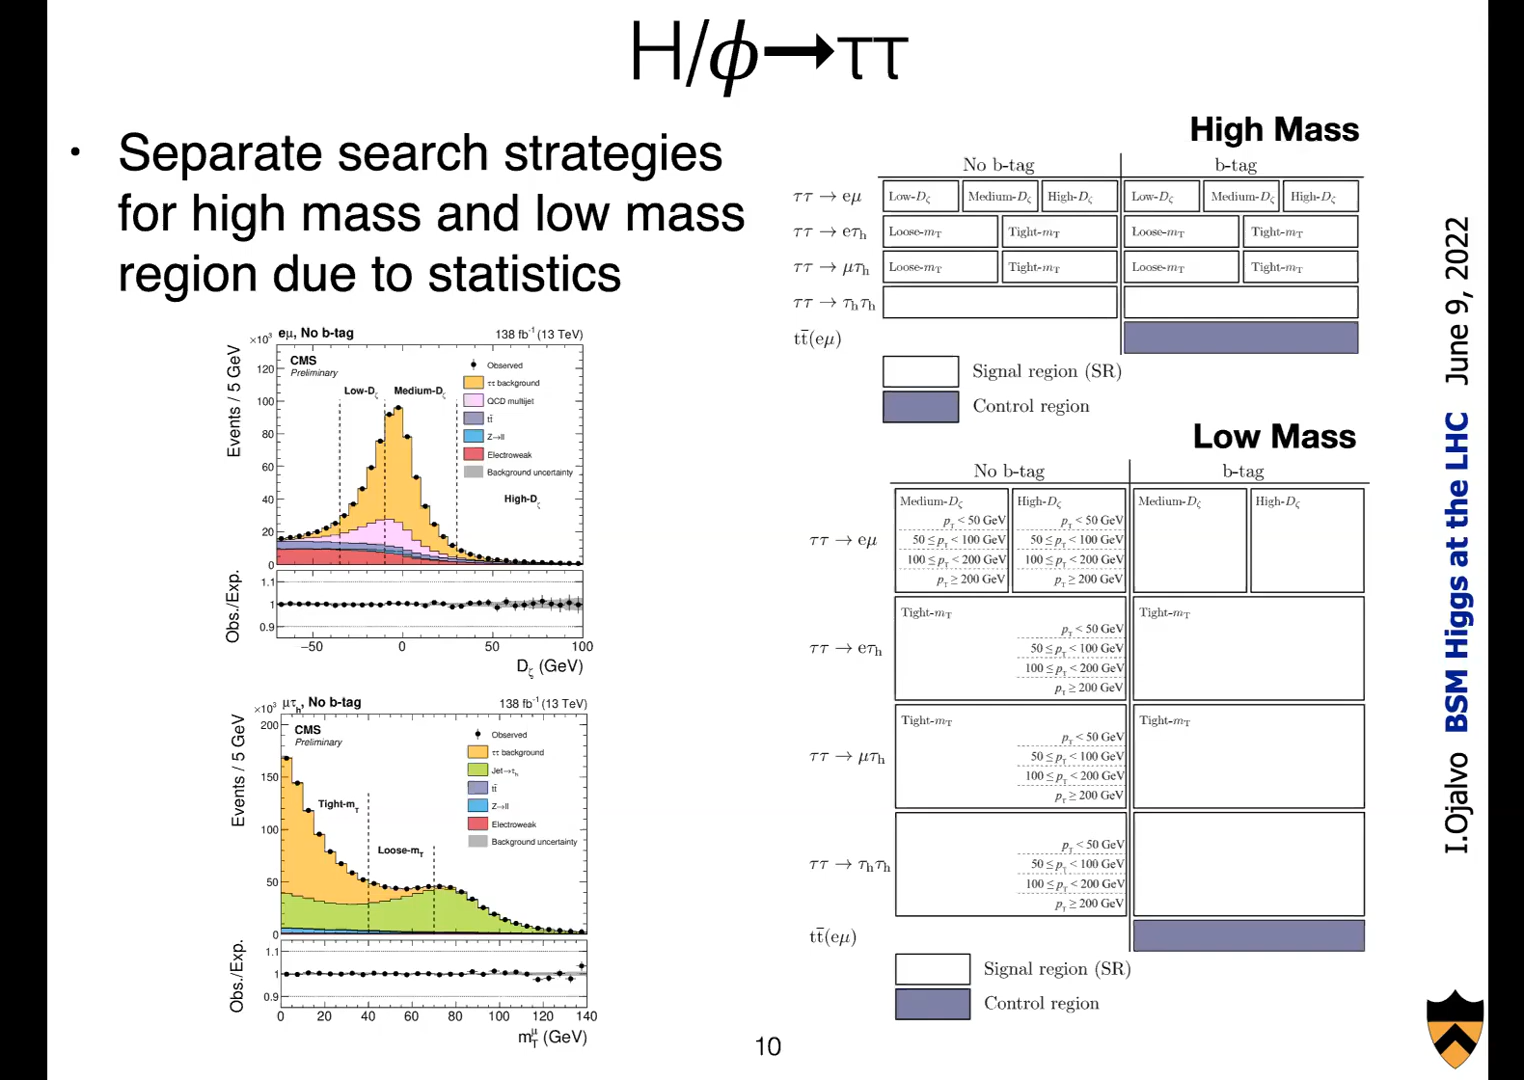 H/ϕ→ττ
• Separate search strategies
for high mass and low mass
region due to statistics
eμ, No b-tag
138 fb⁻¹ (13 TeV)
×10³
Events / 5 GeV
CMS
Preliminary
Low-Dζ
Medium-Dζ
High-Dζ
Observed
ττ background
QCD multijet
tt̄
Z→ll
Electroweak
Background uncertainty
120
100
80
60
40
20
0
Obs./Exp.
1.1
1
0.9
−50 0 50 100
Dζ (GeV)
μτh, No b-tag
138 fb⁻¹ (13 TeV)
×10³
Events / 5 GeV
CMS
Preliminary
Tight-mT
Loose-mT
Observed
ττ background
Jet→τh
tt̄
Z→ll
Electroweak
Background uncertainty
200
150
100
50
0
Obs./Exp.
1.1
1
0.9
0 20 40 60 80 100 120 140
mTμ (GeV)
High Mass
No b-tag b-tag
ττ → eμ Low-Dζ Medium-Dζ High-Dζ Low-Dζ Medium-Dζ High-Dζ
ττ → eτh Loose-mT Tight-mT Loose-mT Tight-mT
ττ → μτh Loose-mT Tight-mT Loose-mT Tight-mT
ττ → τhτh
tt̄(eμ)
Signal region (SR)
Control region
Low Mass
No b-tag b-tag
Medium-Dζ High-Dζ Medium-Dζ High-Dζ
pT < 50 GeV pT < 50 GeV
ττ → eμ 50 ≤ pT < 100 GeV 50 ≤ pT < 100 GeV
100 ≤ pT < 200 GeV 100 ≤ pT < 200 GeV
pT ≥ 200 GeV pT ≥ 200 GeV
Tight-mT Tight-mT
pT < 50 GeV
ττ → eτh 50 ≤ pT < 100 GeV
100 ≤ pT < 200 GeV
pT ≥ 200 GeV
Tight-mT Tight-mT
pT < 50 GeV
ττ → μτh 50 ≤ pT < 100 GeV
100 ≤ pT < 200 GeV
pT ≥ 200 GeV
pT < 50 GeV
ττ → τhτh 50 ≤ pT < 100 GeV
100 ≤ pT < 200 GeV
pT ≥ 200 GeV
tt̄(eμ)
Signal region (SR)
Control region
I.Ojalvo BSM Higgs at the LHC June 9, 2022
10